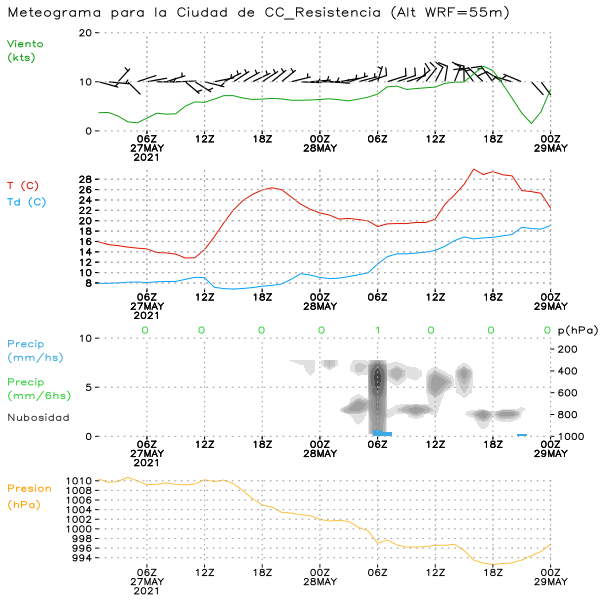 Meteograma para la Ciudad de CC_Resistencia (Alt WRF=55m)
Viento
(kts)
20
10
0
06Z 12Z 18Z 00Z 06Z 12Z 18Z 00Z
27MAY 28MAY 29MAY
2021
T (C)
Td (C)
28
26
24
22
20
18
16
14
12
10
8
06Z 12Z 18Z 00Z 06Z 12Z 18Z 00Z
27MAY 28MAY 29MAY
2021
0 0 0 0 1 0 0 0 p(hPa)
Precip
(mm/hs)
Precip
(mm/6hs)
Nubosidad
10
5
0
200
400
600
800
1000
06Z 12Z 18Z 00Z 06Z 12Z 18Z 00Z
27MAY 28MAY 29MAY
2021
Presion
(hPa)
1010
1008
1006
1004
1002
1000
998
996
994
06Z 12Z 18Z 00Z 06Z 12Z 18Z 00Z
27MAY 28MAY 29MAY
2021